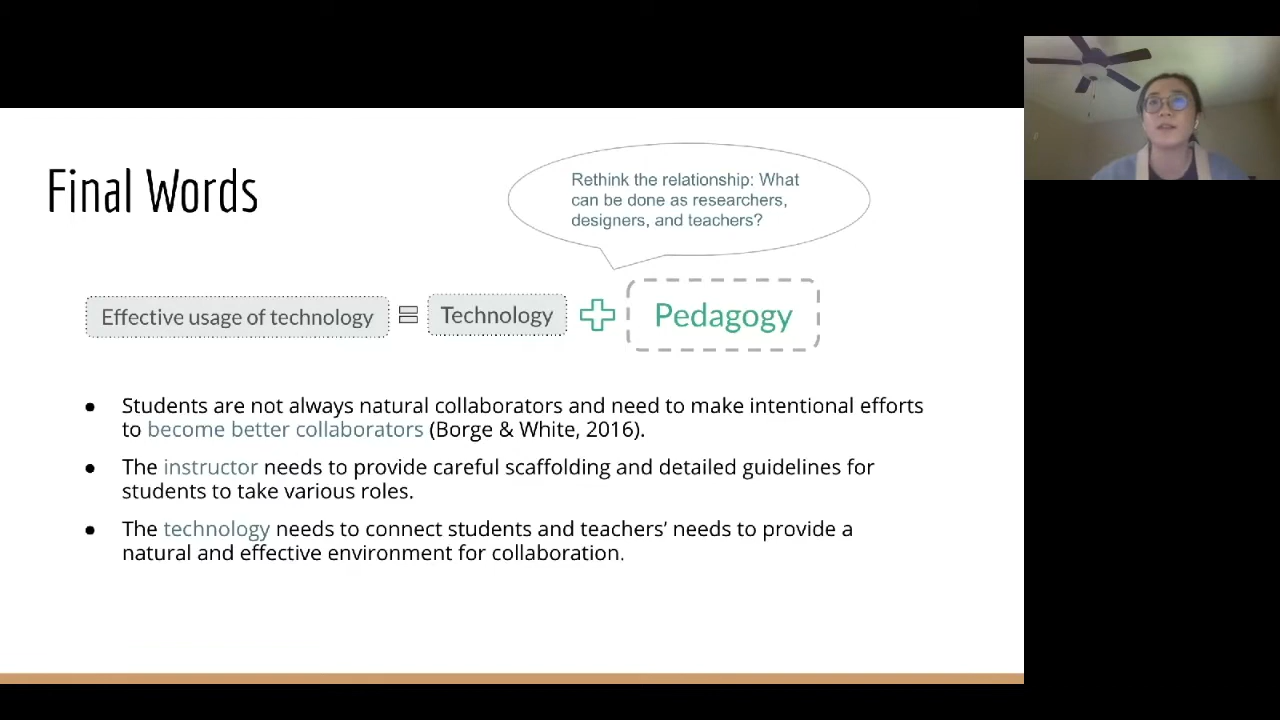 Final Words
Rethink the relationship: What
can be done as researchers,
designers, and teachers?
Effective usage of technology = Technology + Pedagogy
● Students are not always natural collaborators and need to make intentional efforts
to become better collaborators (Borge & White, 2016).
● The instructor needs to provide careful scaffolding and detailed guidelines for
students to take various roles.
● The technology needs to connect students and teachers’ needs to provide a
natural and effective environment for collaboration.